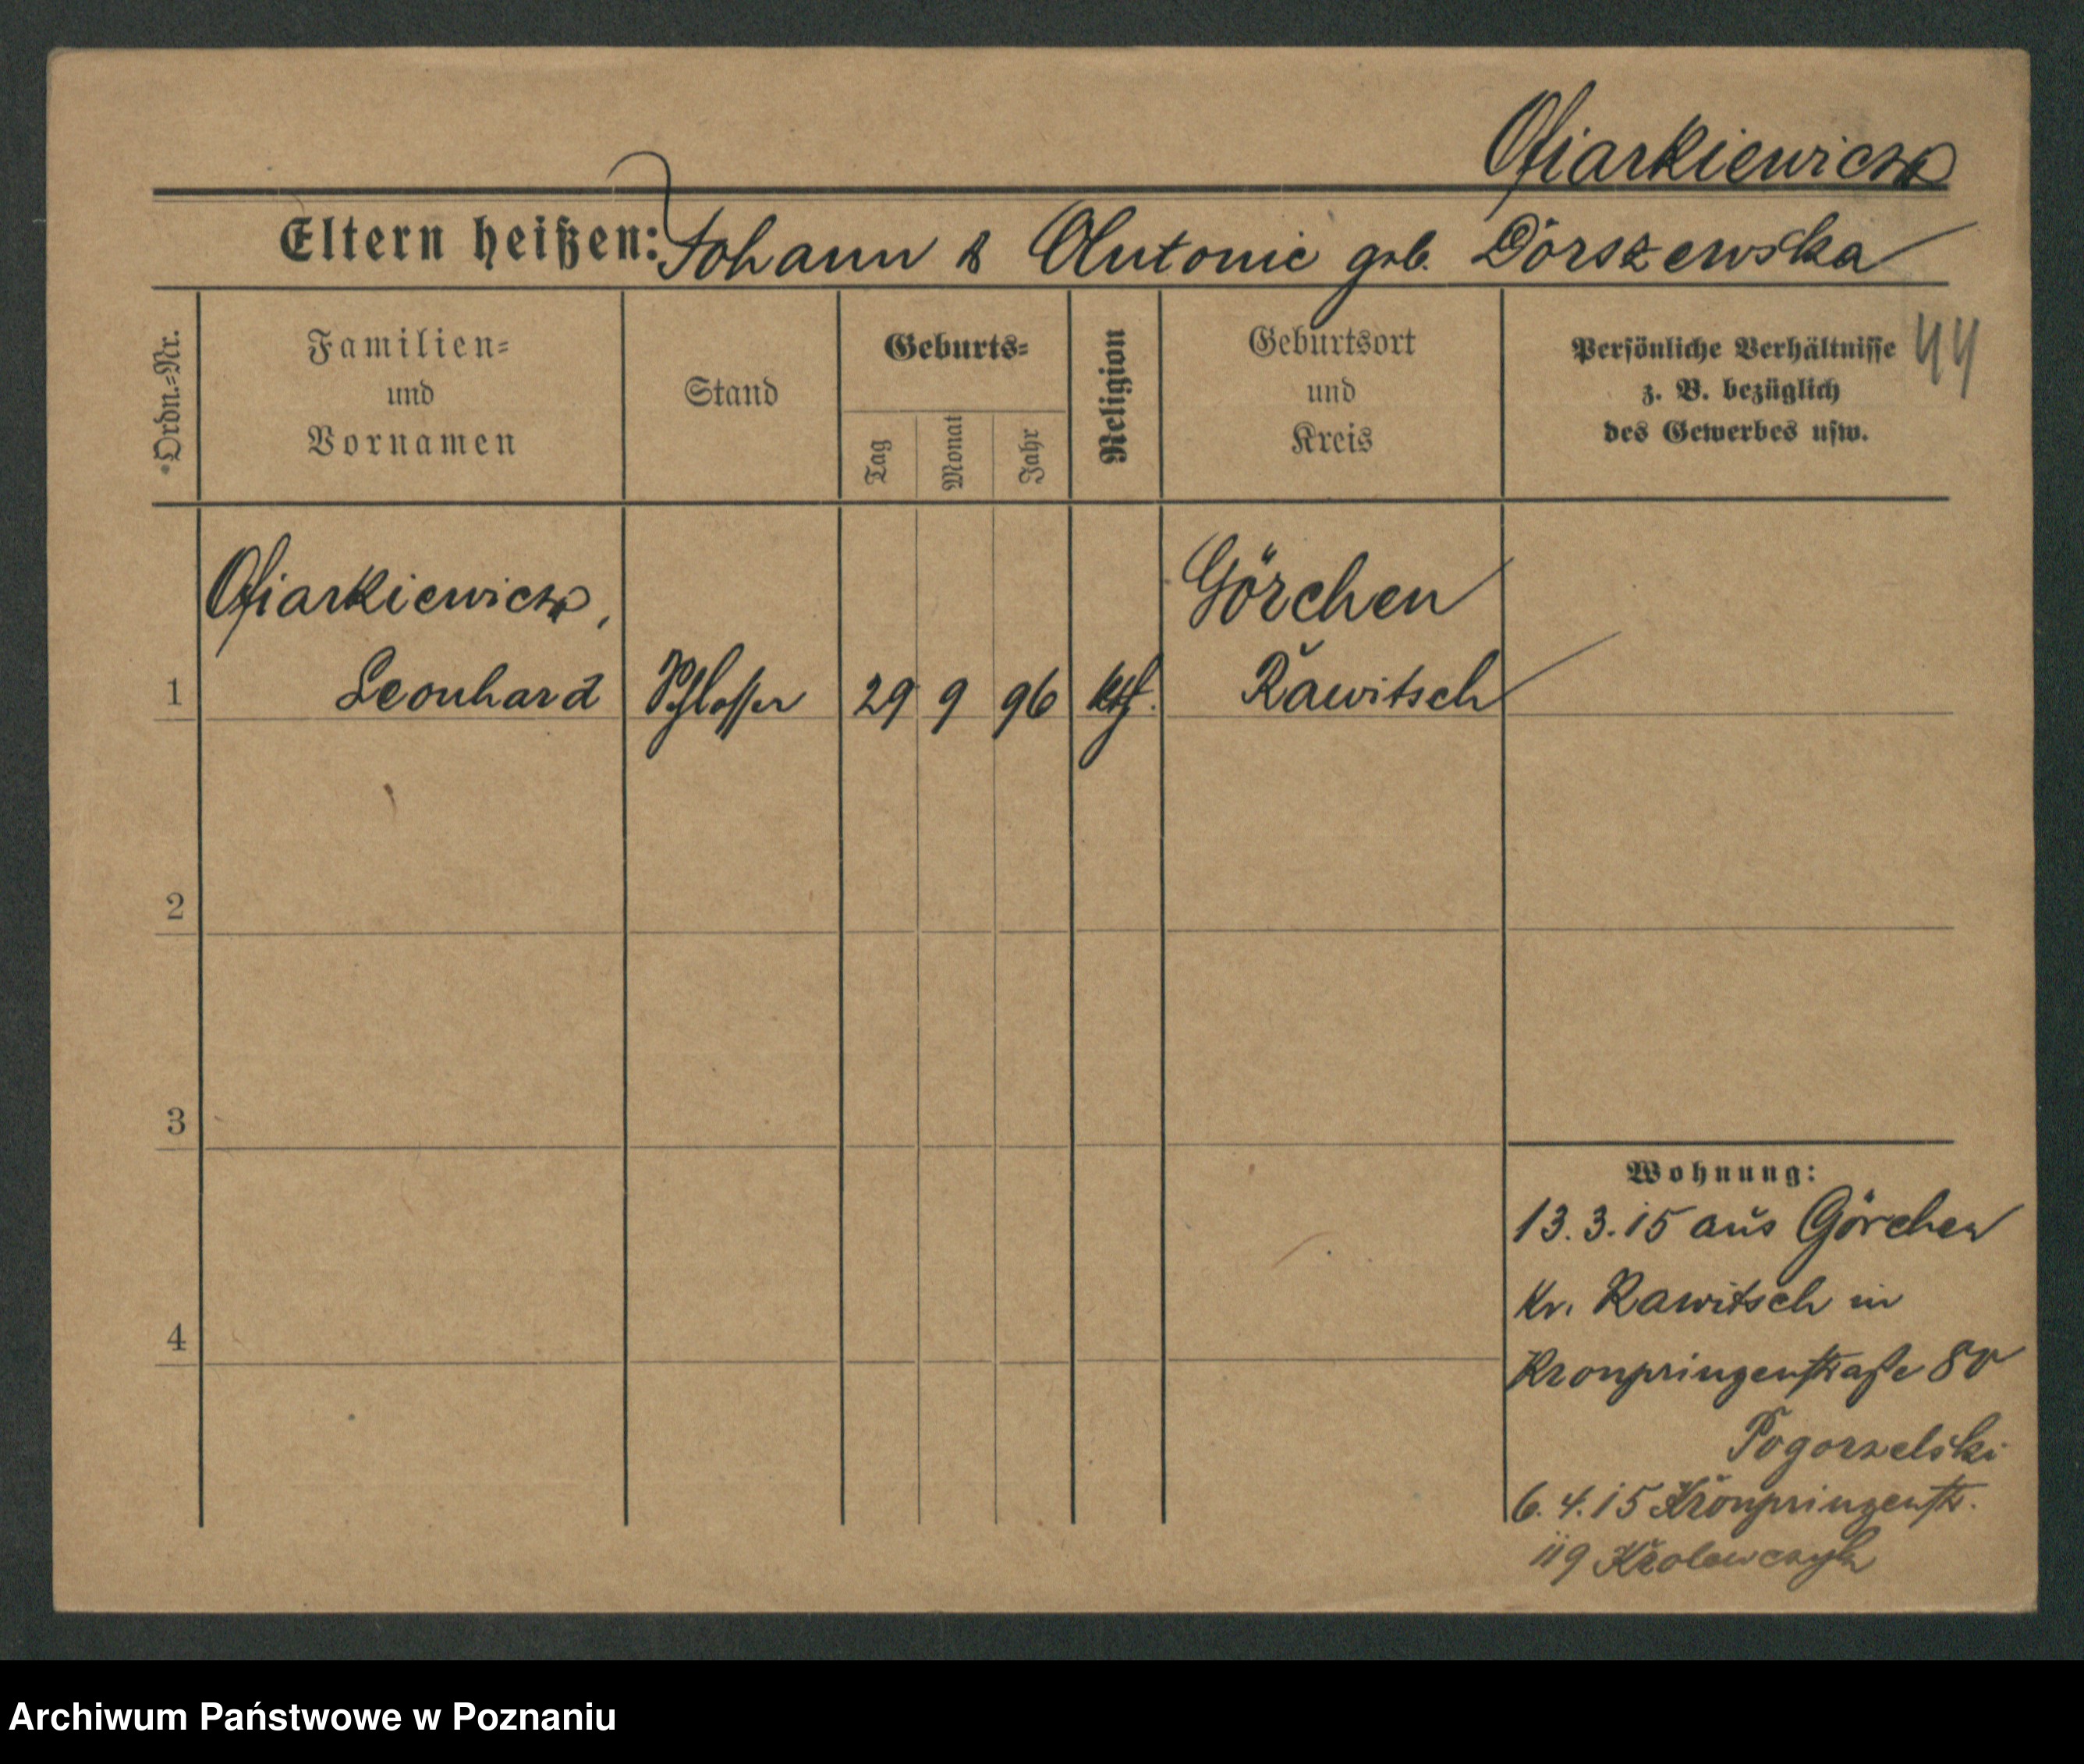 Ofiarkiewicz
Eltern heißen: Johann & Antonie geb. Dorszewska
44
Ordn.-Nr.
Familien- und Vornamen
Stand
Geburts-
Tag
Monat
Jahr
Religion
Geburtsort und Kreis
Persönliche Verhältnisse
z. B. bezüglich
des Gewerbes usw.
Ofiarkiewicz,
Görchen
1 Leonhard Schlosser 29 9 96 kth. Rawitsch
2
3
4
Wohnung:
13.3.15 aus Görchen
Kr. Rawitsch in
Kronprinzenstraße 80
Pogorzelski
6.4.15 Kronprinzenstr.
119 Krolewczyk
Archiwum Państwowe w Poznaniu